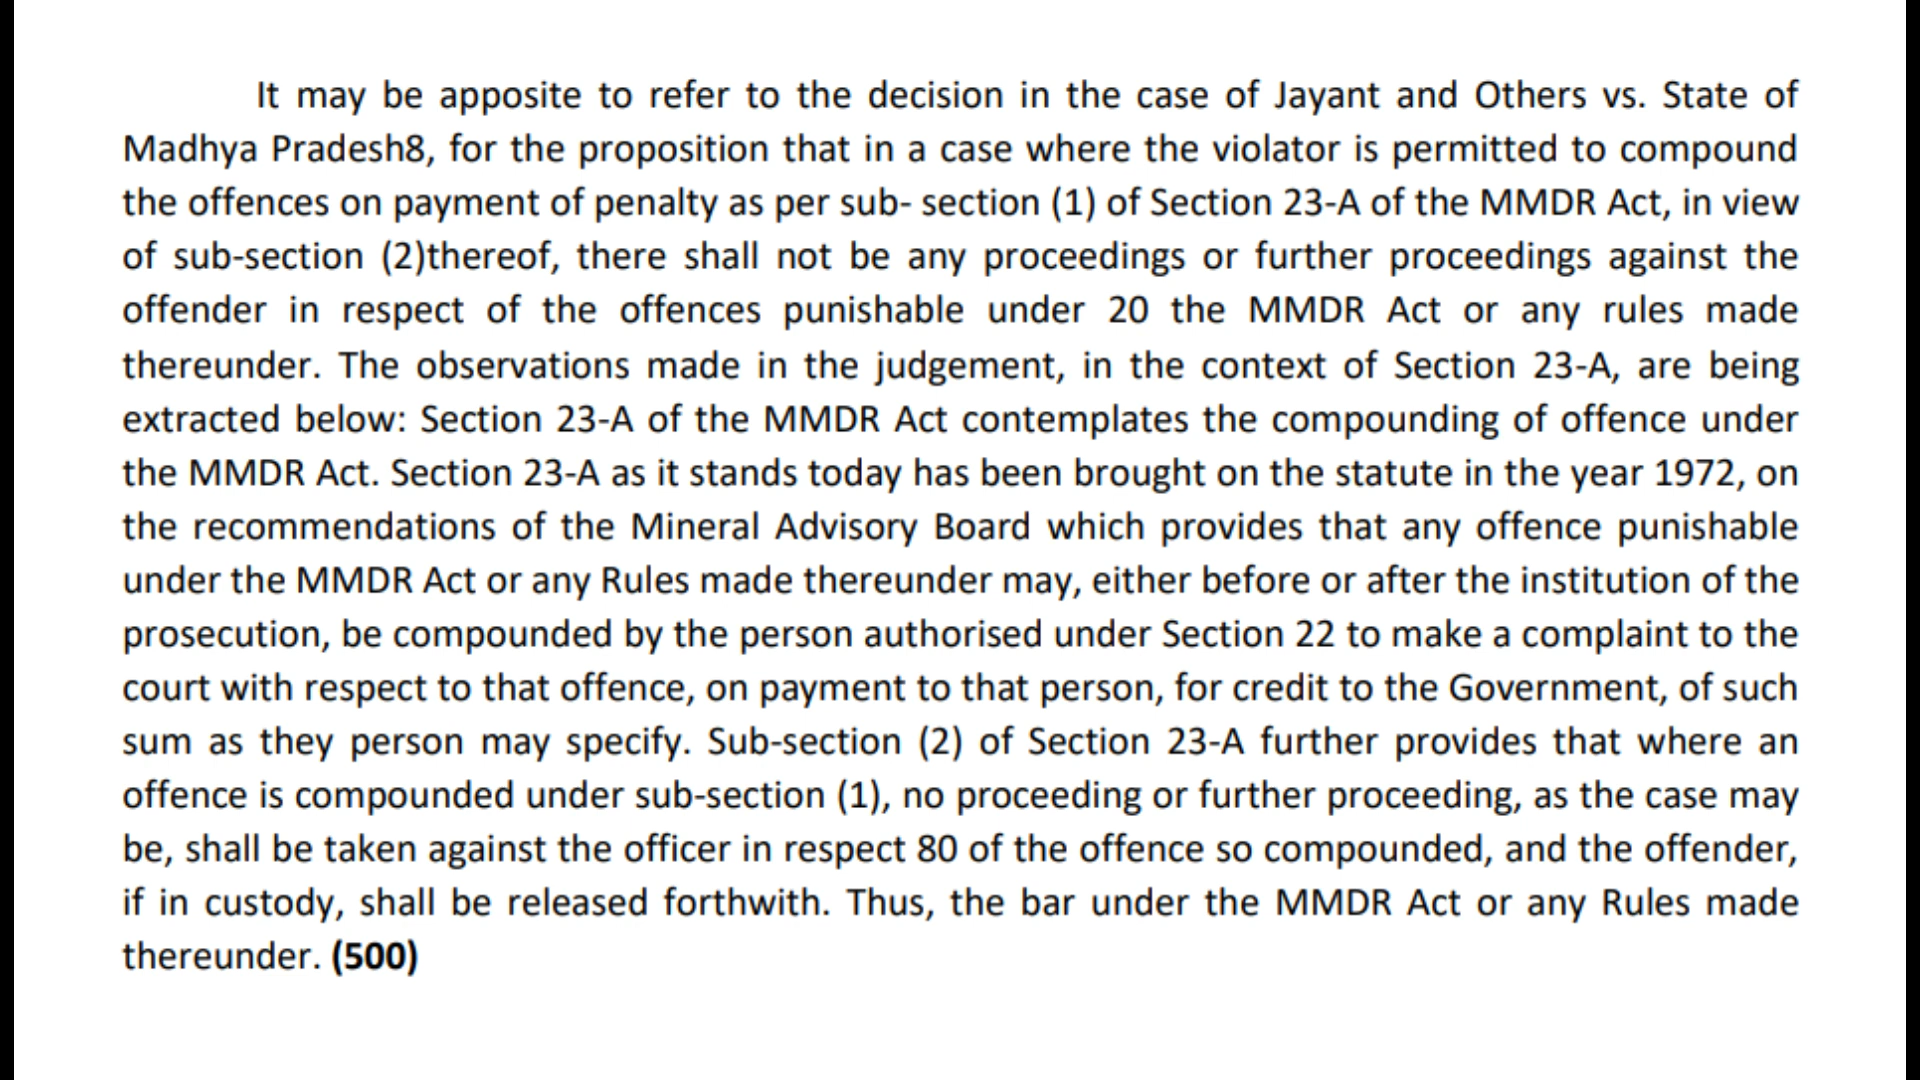 It may be apposite to refer to the decision in the case of Jayant and Others vs. State of
Madhya Pradesh8, for the proposition that in a case where the violator is permitted to compound
the offences on payment of penalty as per sub- section (1) of Section 23-A of the MMDR Act, in view
of sub-section (2)thereof, there shall not be any proceedings or further proceedings against the
offender in respect of the offences punishable under 20 the MMDR Act or any rules made
thereunder. The observations made in the judgement, in the context of Section 23-A, are being
extracted below: Section 23-A of the MMDR Act contemplates the compounding of offence under
the MMDR Act. Section 23-A as it stands today has been brought on the statute in the year 1972, on
the recommendations of the Mineral Advisory Board which provides that any offence punishable
under the MMDR Act or any Rules made thereunder may, either before or after the institution of the
prosecution, be compounded by the person authorised under Section 22 to make a complaint to the
court with respect to that offence, on payment to that person, for credit to the Government, of such
sum as they person may specify. Sub-section (2) of Section 23-A further provides that where an
offence is compounded under sub-section (1), no proceeding or further proceeding, as the case may
be, shall be taken against the officer in respect 80 of the offence so compounded, and the offender,
if in custody, shall be released forthwith. Thus, the bar under the MMDR Act or any Rules made
thereunder. (500)